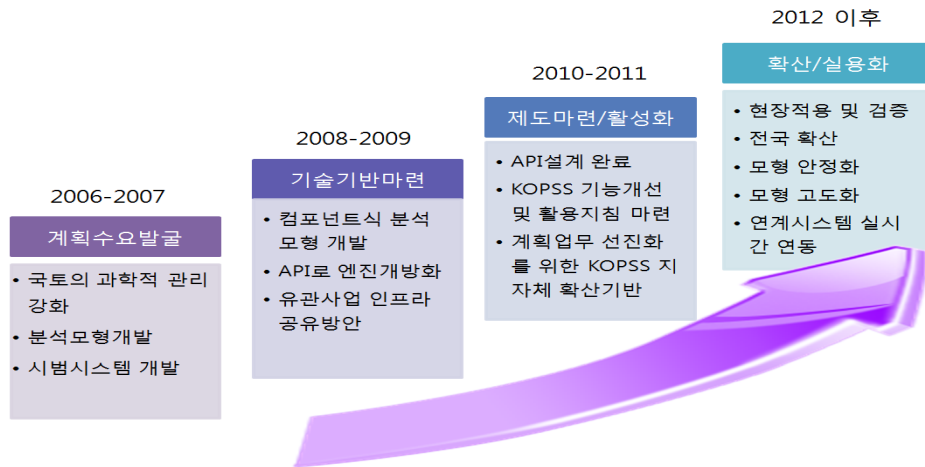 2006-2007
계획수요발굴
• 국토의 과학적 관리
강화
• 분석모형개발
• 시범시스템 개발
2008-2009
기술기반마련
• 컴포넌트식 분석
모형 개발
• API로 엔진개방화
• 유관사업 인프라
공유방안
2010-2011
제도마련/활성화
• API설계 완료
• KOPSS 기능개선
및 활용지침 마련
• 계획업무 선진화
를 위한 KOPSS 지
자체 확산기반
2012 이후
확산/실용화
• 현장적용 및 검증
• 전국 확산
• 모형 안정화
• 모형 고도화
• 연계시스템 실시
간 연동